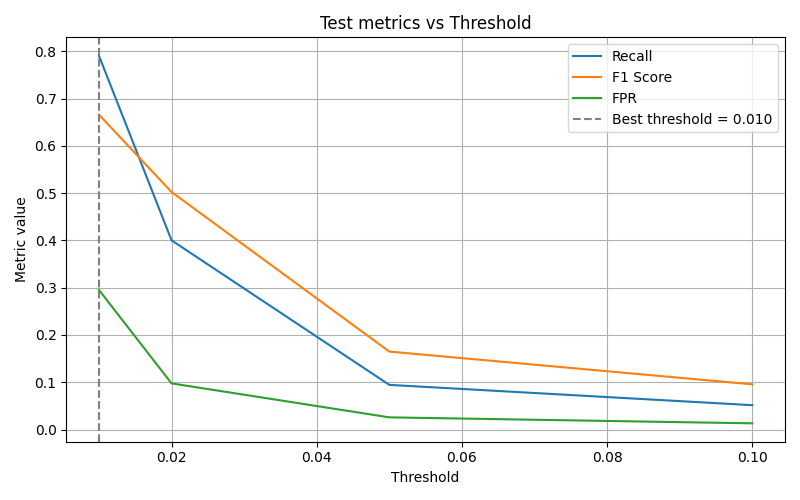 Test metrics vs Threshold
Recall
F1 Score
FPR
Best threshold = 0.010
Metric value
0.8
0.7
0.6
0.5
0.4
0.3
0.2
0.1
0.0
0.02 0.04 0.06 0.08 0.10
Threshold